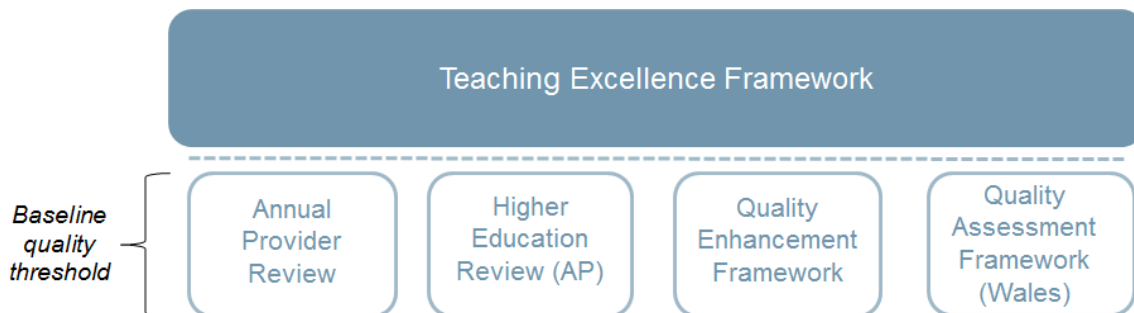 Teaching Excellence Framework
Baseline
quality
threshold
Annual
Provider
Review
Higher
Education
Review (AP)
Quality
Enhancement
Framework
Quality
Assessment
Framework
(Wales)